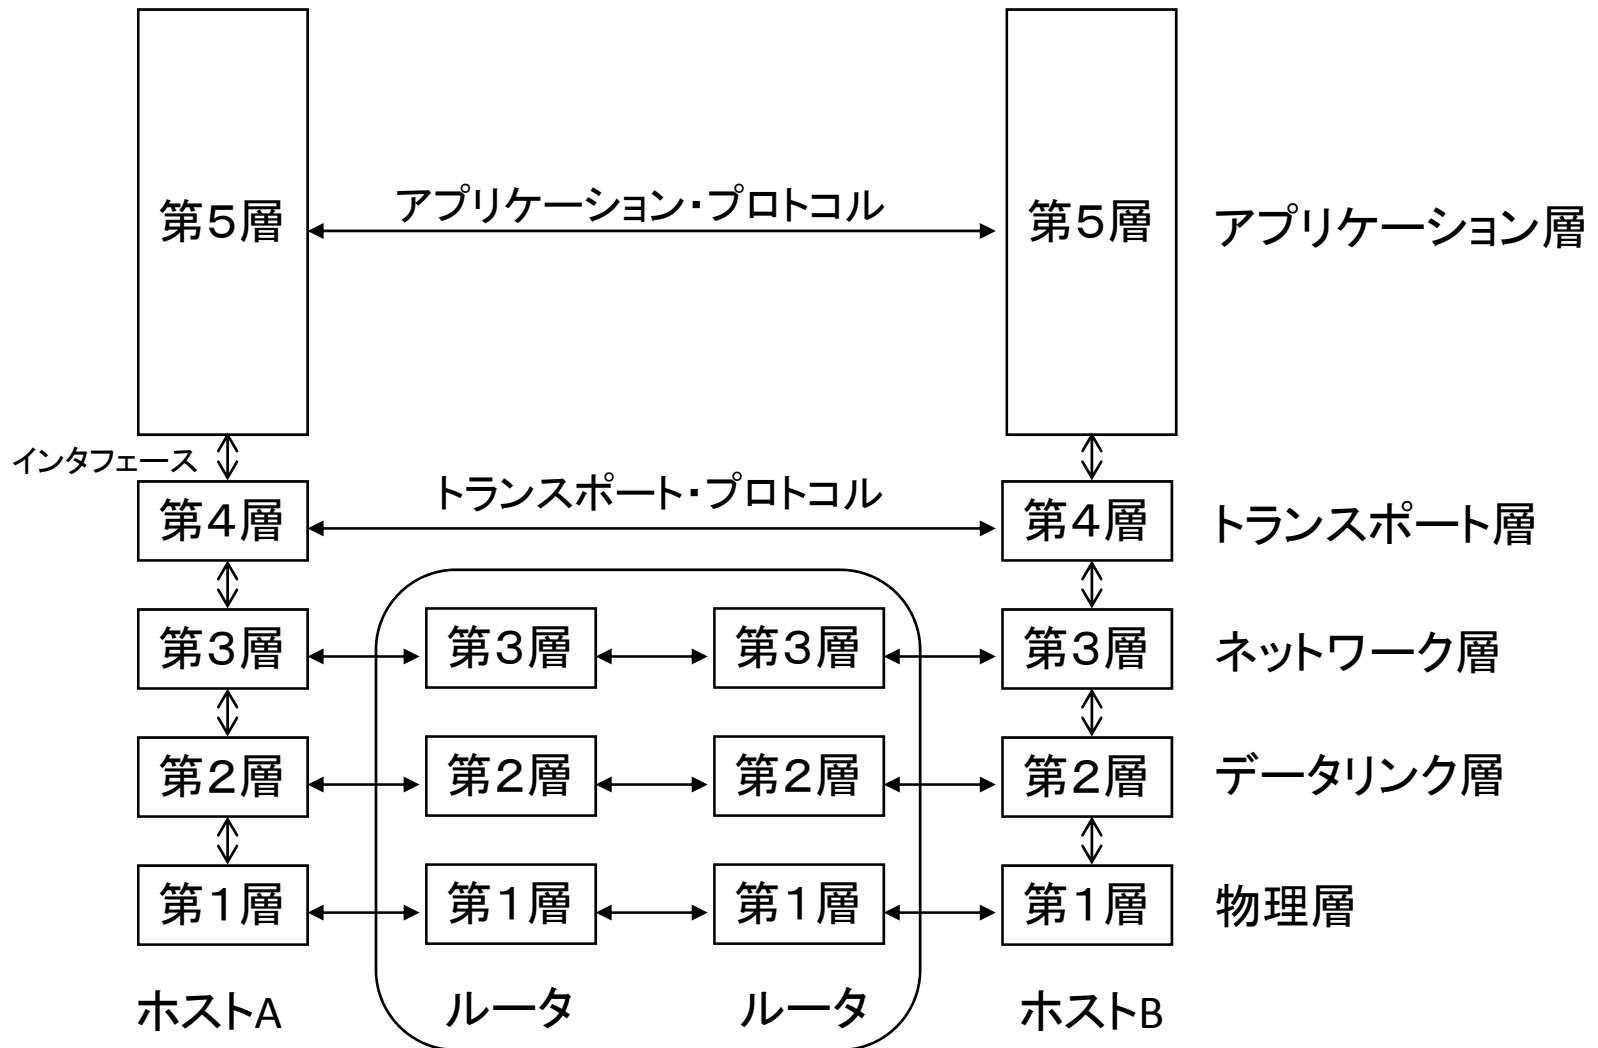 第5層
アプリケーション・プロトコル
第5層
アプリケーション層
インタフェース
第4層
トランスポート・プロトコル
第4層
トランスポート層
第3層
第3層
第3層
第3層
ネットワーク層
第2層
第2層
第2層
第2層
データリンク層
第1層
第1層
第1層
第1層
物理層
ホストA
ルータ
ルータ
ホストB